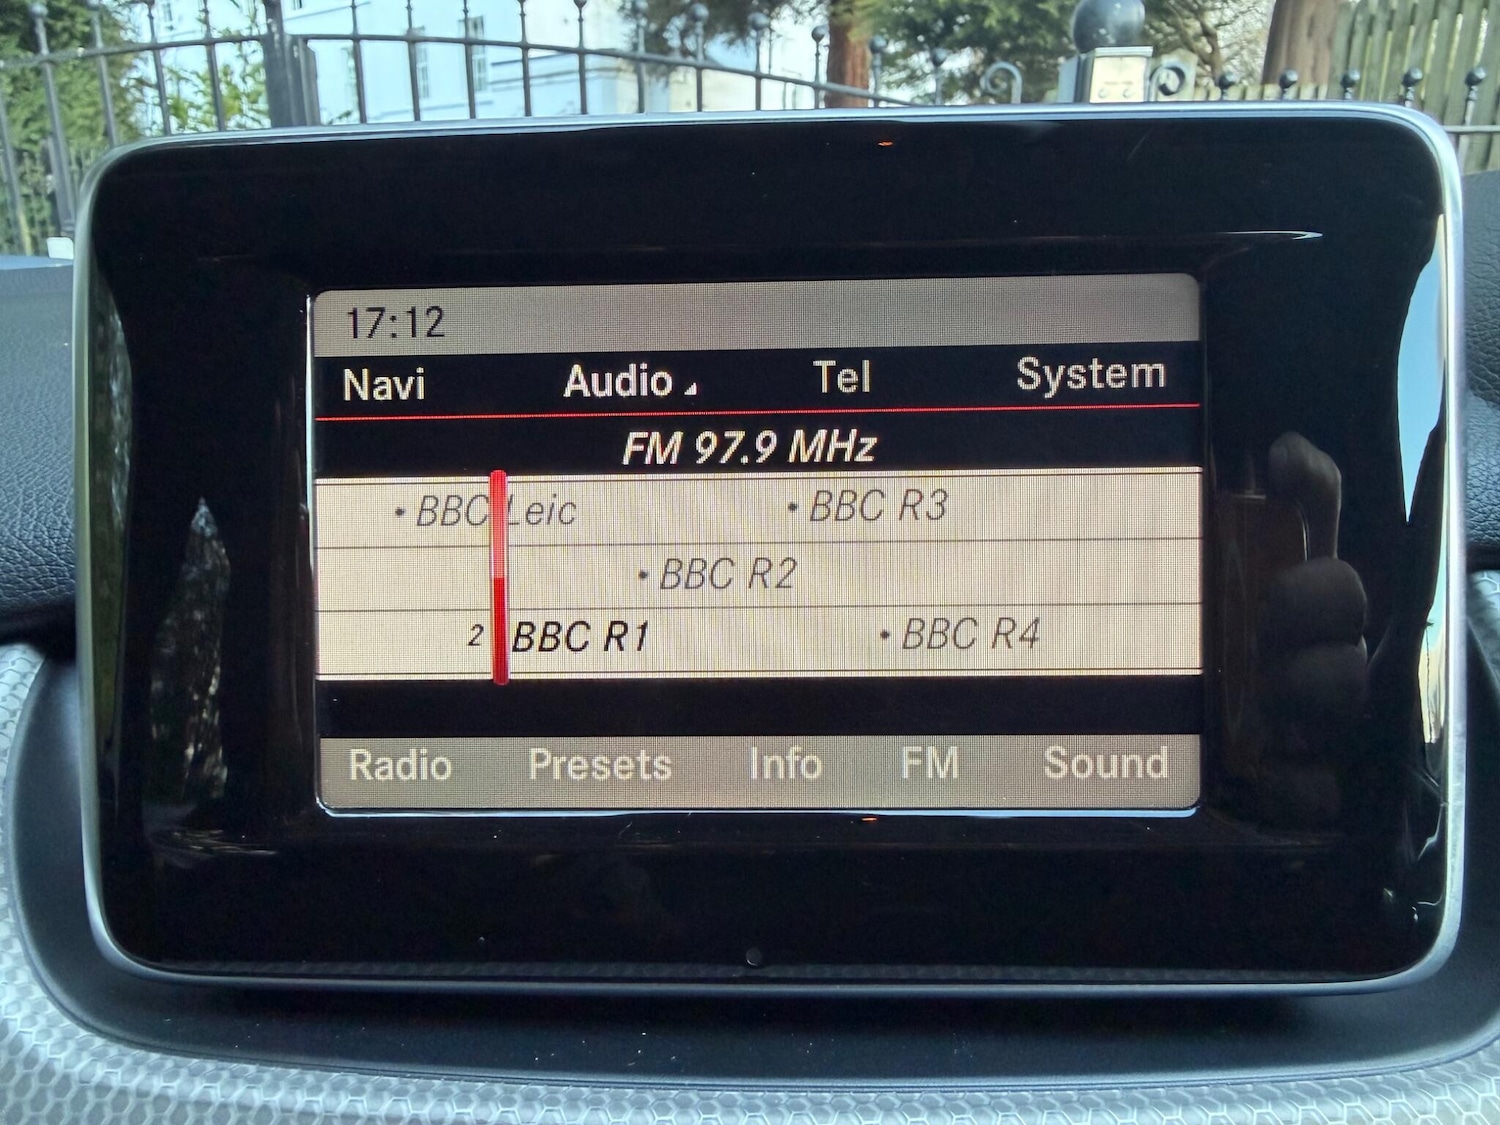 17:12
Navi Audio Tel System
FM 97.9 MHz
• BBC Leic • BBC R3
• BBC R2
2 BBC R1 • BBC R4
Radio Presets Info FM Sound